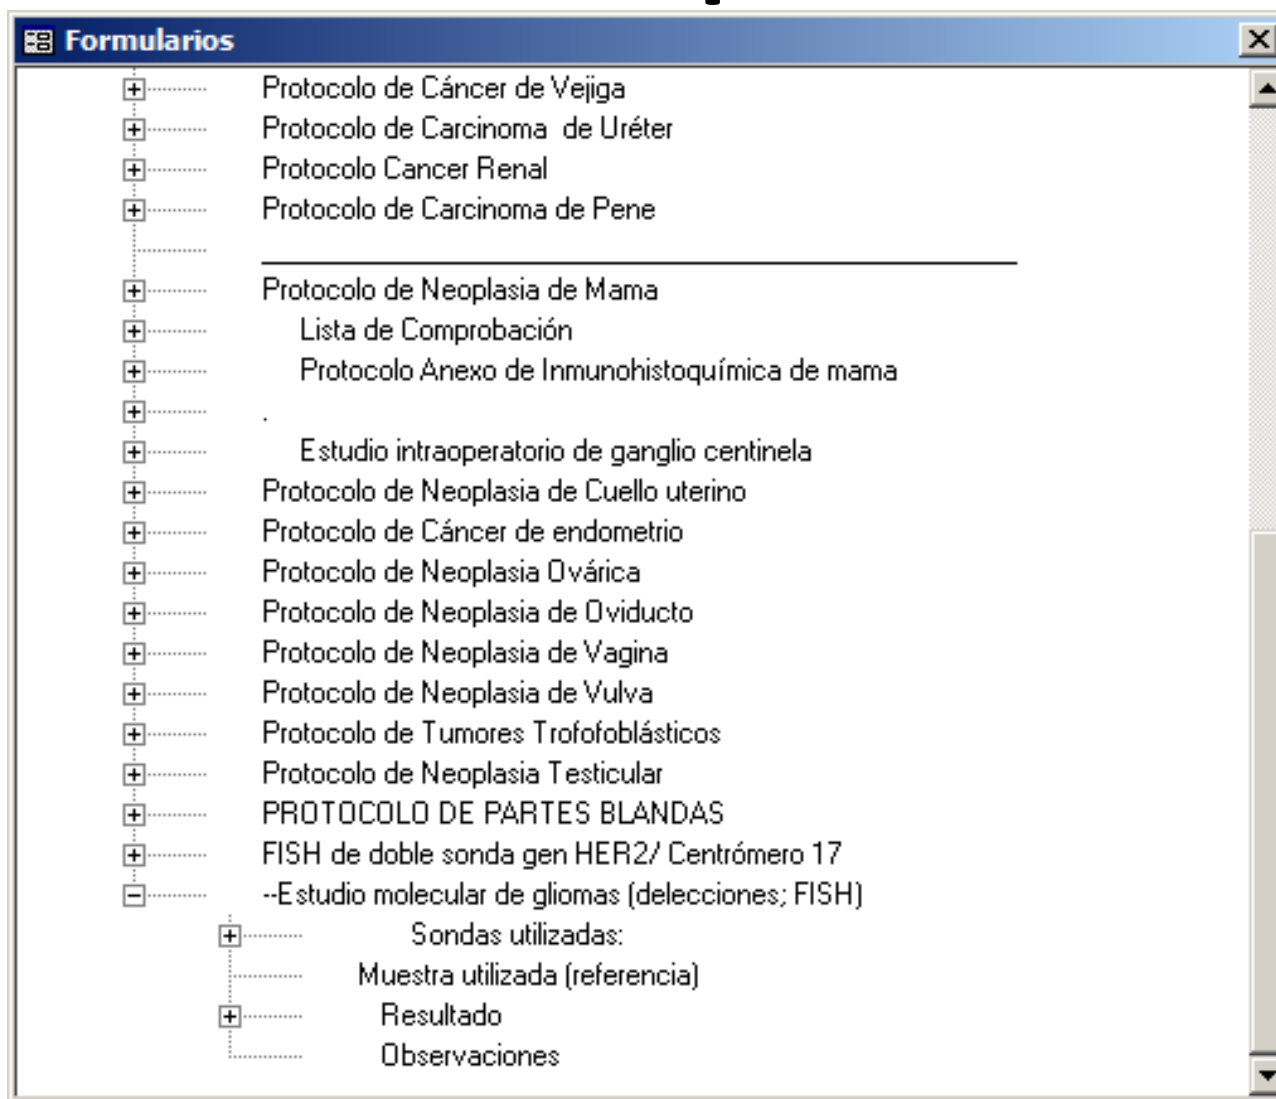 Formularios
Protocolo de Cáncer de Vejiga
Protocolo de Carcinoma  de Uréter
Protocolo Cancer Renal
Protocolo de Carcinoma de Pene
Protocolo de Neoplasia de Mama
Lista de Comprobación
Protocolo Anexo de Inmunohistoquímica de mama
.
Estudio intraoperatorio de ganglio centinela
Protocolo de Neoplasia de Cuello uterino
Protocolo de Cáncer de endometrio
Protocolo de Neoplasia Ovárica
Protocolo de Neoplasia de Oviducto
Protocolo de Neoplasia de Vagina
Protocolo de Neoplasia de Vulva
Protocolo de Tumores Trofofoblásticos
Protocolo de Neoplasia Testicular
PROTOCOLO DE PARTES BLANDAS
FISH de doble sonda gen HER2/ Centrómero 17
--Estudio molecular de gliomas (delecciones; FISH)
Sondas utilizadas:
Muestra utilizada (referencia)
Resultado
Observaciones